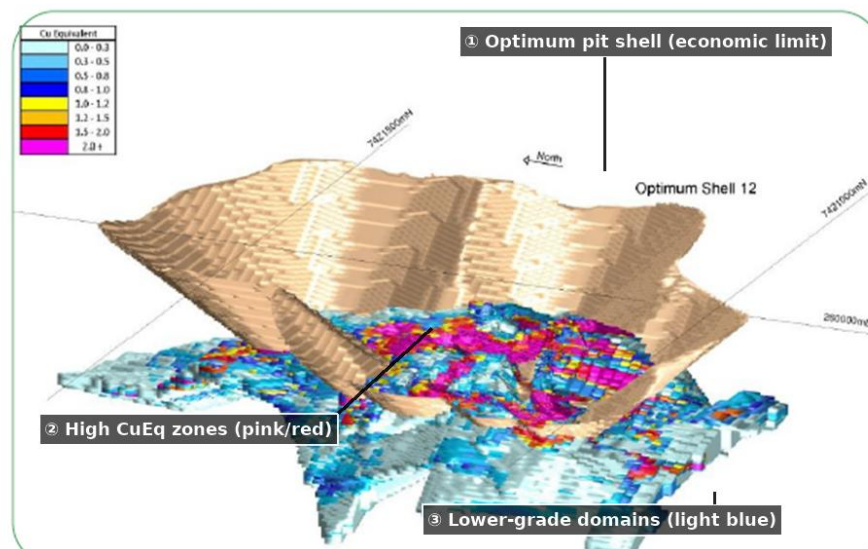 Cu Equivalent
0.0 - 0.3
0.3 - 0.5
0.5 - 0.8
0.8 - 1.0
1.0 - 1.2
1.2 - 1.5
1.5 - 2.0
2.0 +
① Optimum pit shell (economic limit)
7421500mN
North
Optimum Shell 12
7421500mN
260000mE
② High CuEq zones (pink/red)
③ Lower-grade domains (light blue)